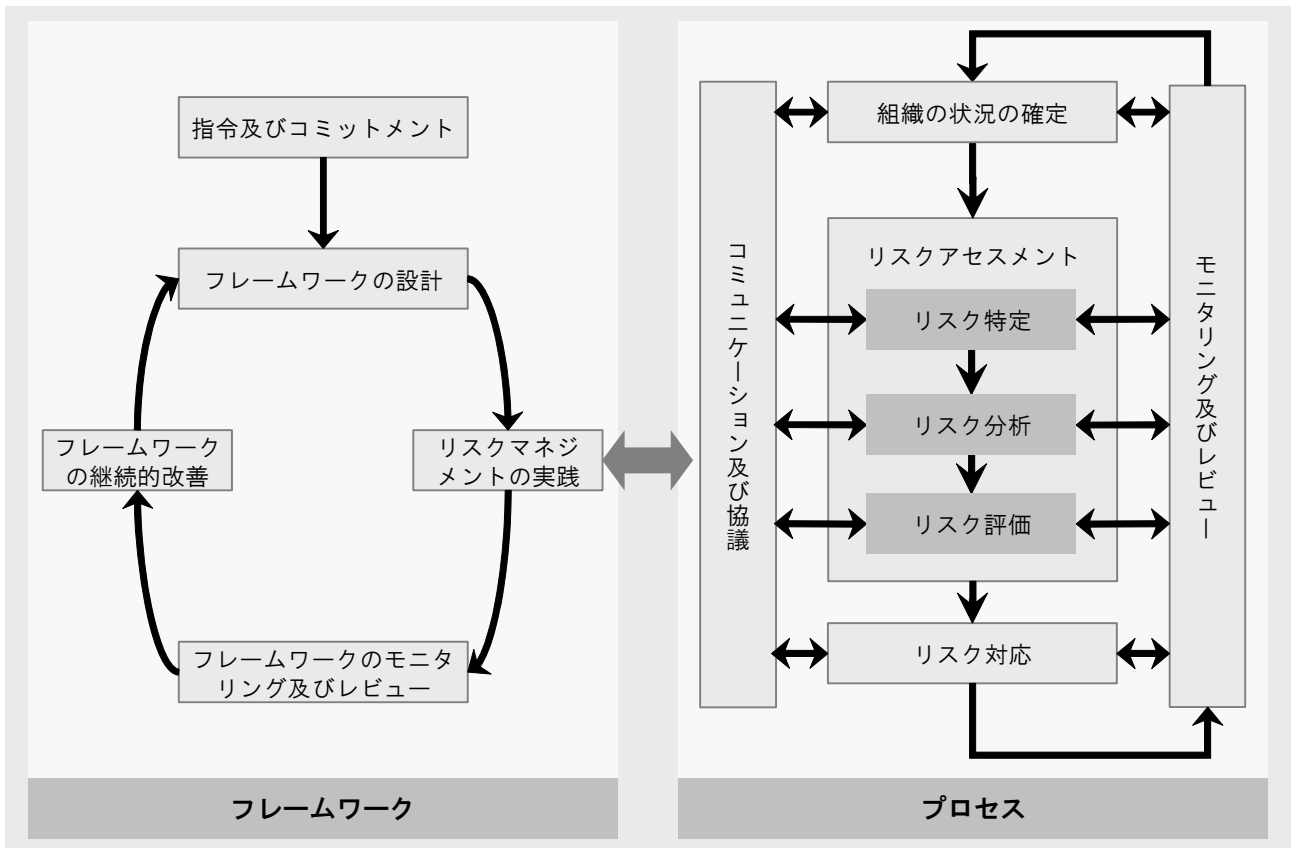 指令及びコミットメント
フレームワークの設計
リスクマネジ
メントの実践
フレームワークのモニタ
リング及びレビュー
フレームワーク
の継続的改善
フレームワーク
コミュニケーション及び協議
組織の状況の確定
リスクアセスメント
リスク特定
リスク分析
リスク評価
リスク対応
モニタリング及びレビュー
プロセス